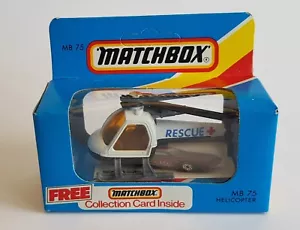 MB 75
MATCHBOX
RESCUE +
FREE
MATCHBOX
Collection Card Inside
MB 75
HELICOPTER